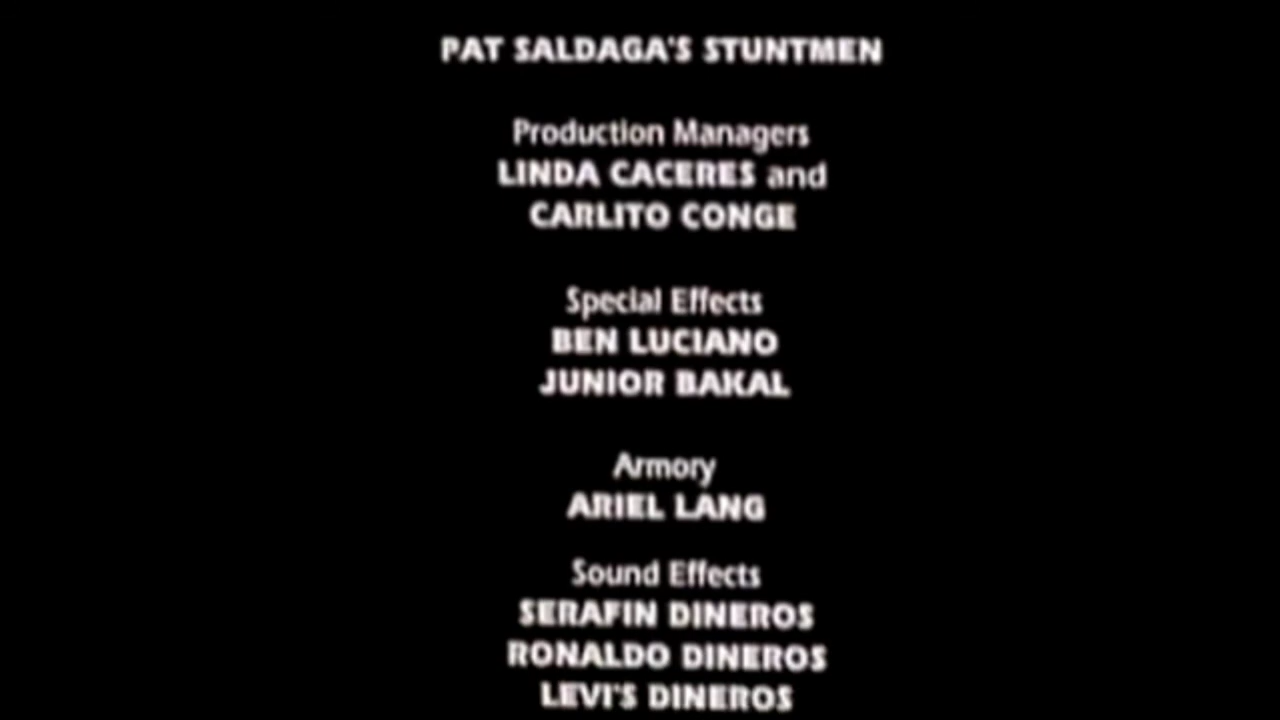 PAT SALDAGA'S STUNTMEN
Production Managers
LINDA CACERES and
CARLITO CONGE
Special Effects
BEN LUCIANO
JUNIOR BAKAL
Armory
ARIEL LANG
Sound Effects
SERAFIN DINEROS
RONALDO DINEROS
LEVI'S DINEROS